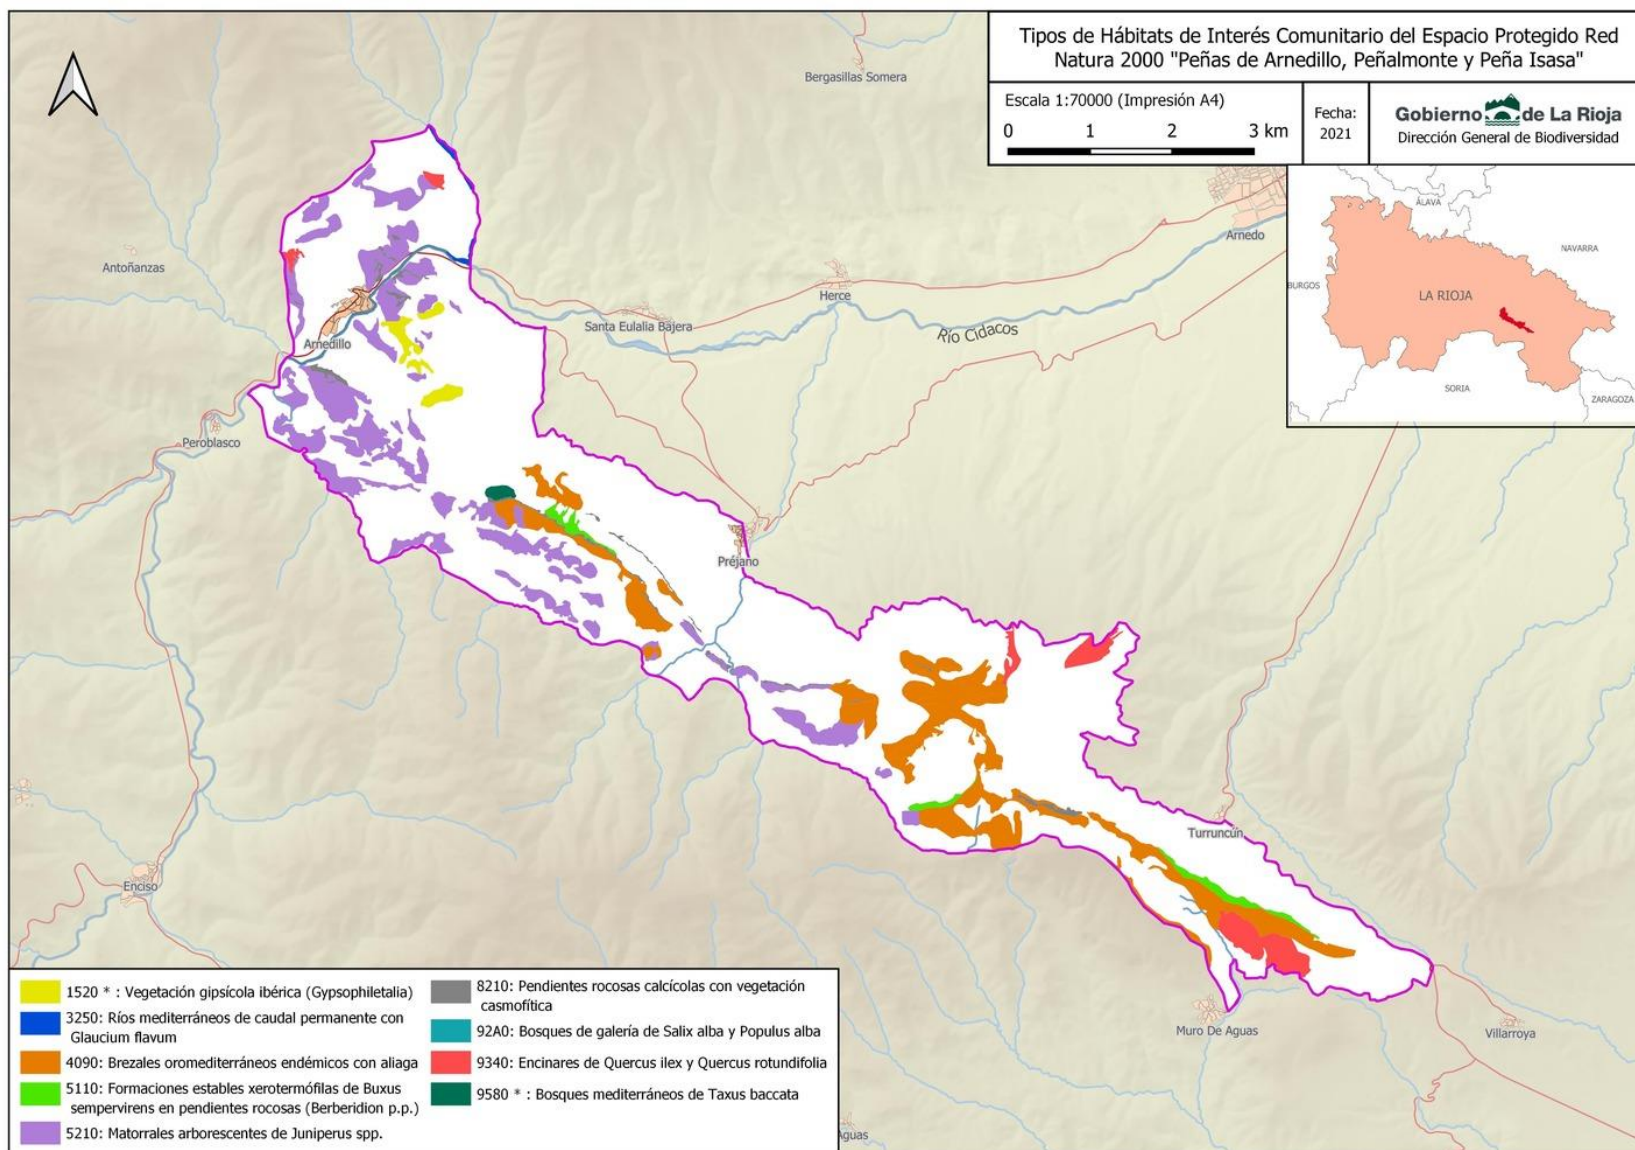 Tipos de Hábitats de Interés Comunitario del Espacio Protegido Red
Natura 2000 "Peñas de Arnedillo, Peñalmonte y Peña Isasa"
Escala 1:70000 (Impresión A4)
0 1 2 3 km
Fecha:
2021
Gobierno de La Rioja
Dirección General de Biodiversidad
Bergasillas Somera
ÁLAVA
NAVARRA
BURGOS
LA RIOJA
SORIA
ZARAGOZA
Arnedo
Antoñanzas
Herce
Santa Eulalia Bajera
Río Cidacos
Arnedillo
Peroblasco
Préjano
Turruncún
Enciso
Muro De Aguas
Villarroya
Aguas
1520 * : Vegetación gipsícola ibérica (Gypsophiletalia)
3250: Ríos mediterráneos de caudal permanente con
Glaucium flavum
4090: Brezales oromediterráneos endémicos con aliaga
5110: Formaciones estables xerotermófilas de Buxus
sempervirens en pendientes rocosas (Berberidion p.p.)
5210: Matorrales arborescentes de Juniperus spp.
8210: Pendientes rocosas calcícolas con vegetación
casmofítica
92A0: Bosques de galería de Salix alba y Populus alba
9340: Encinares de Quercus ilex y Quercus rotundifolia
9580 * : Bosques mediterráneos de Taxus baccata